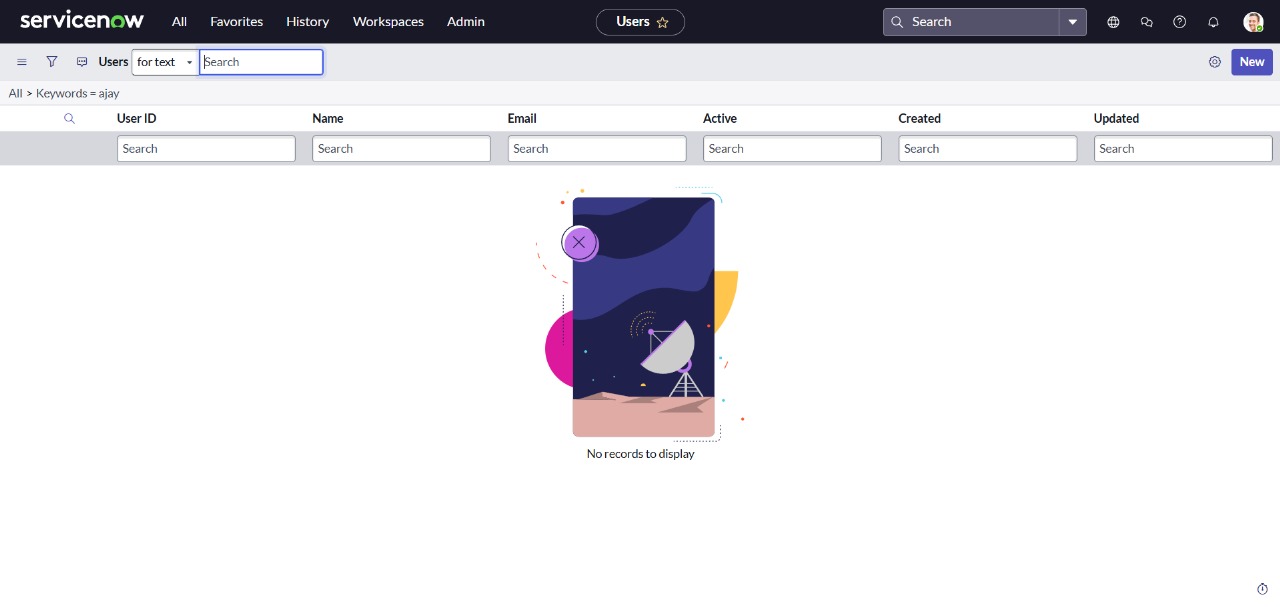 servicenow All Favorites History Workspaces Admin Users Search
Users for text Search New
All > Keywords = ajay
User ID Name Email Active Created Updated
Search Search Search Search Search Search
No records to display